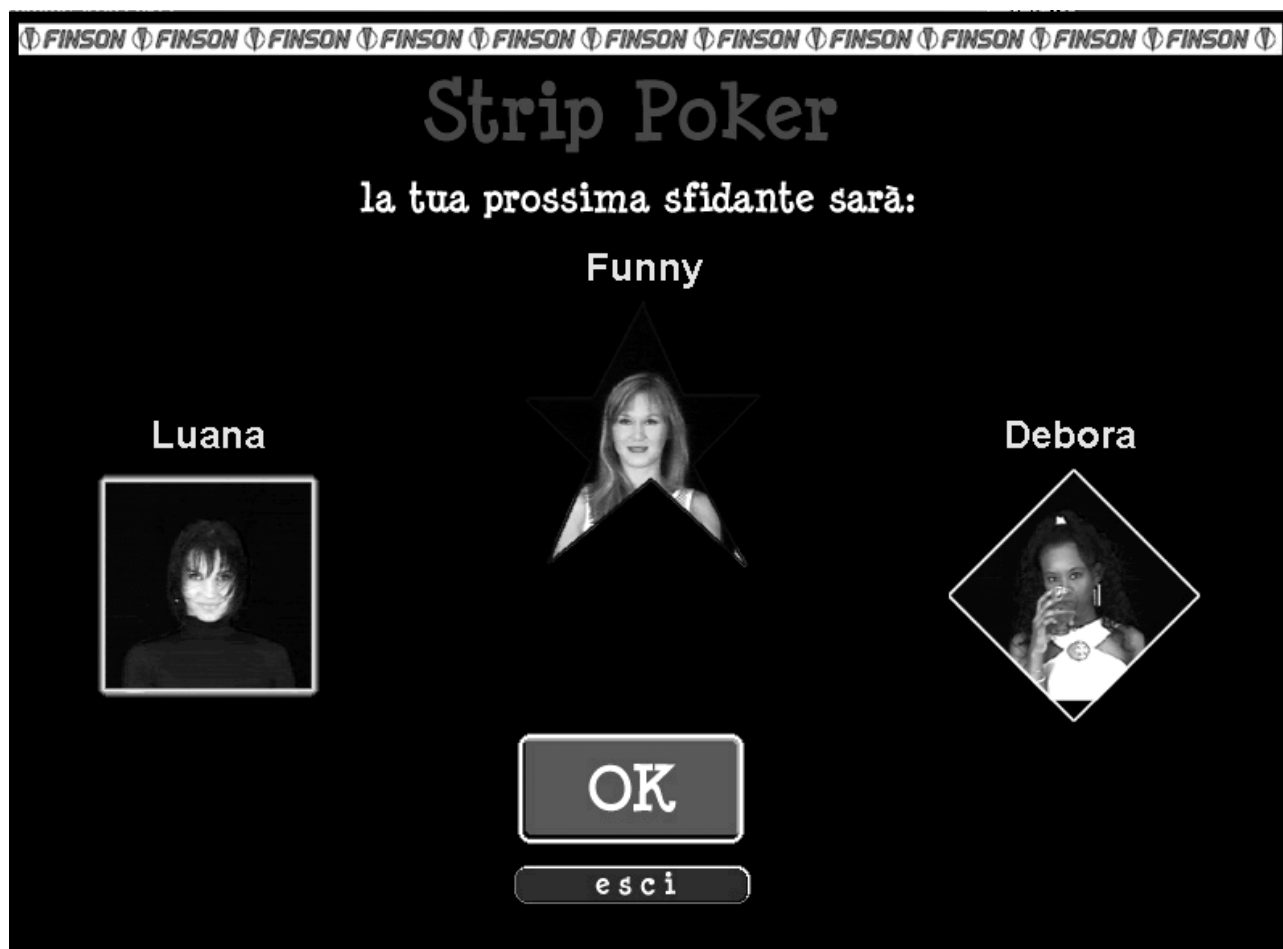 FINSON FINSON FINSON FINSON FINSON FINSON FINSON FINSON FINSON FINSON FINSON
Strip Poker
la tua prossima sfidante sarà:
Funny
Luana
Debora
OK
esci